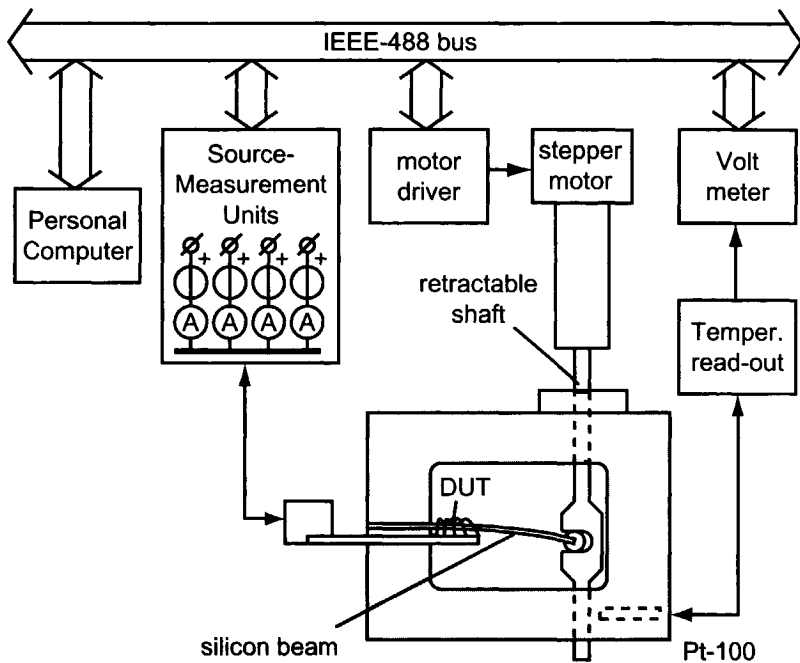 IEEE-488 bus
Personal
Computer
Source-
Measurement
Units
+ + + +
A A A A
motor
driver
stepper
motor
Volt
meter
retractable
shaft
Temper.
read-out
DUT
silicon beam
Pt-100